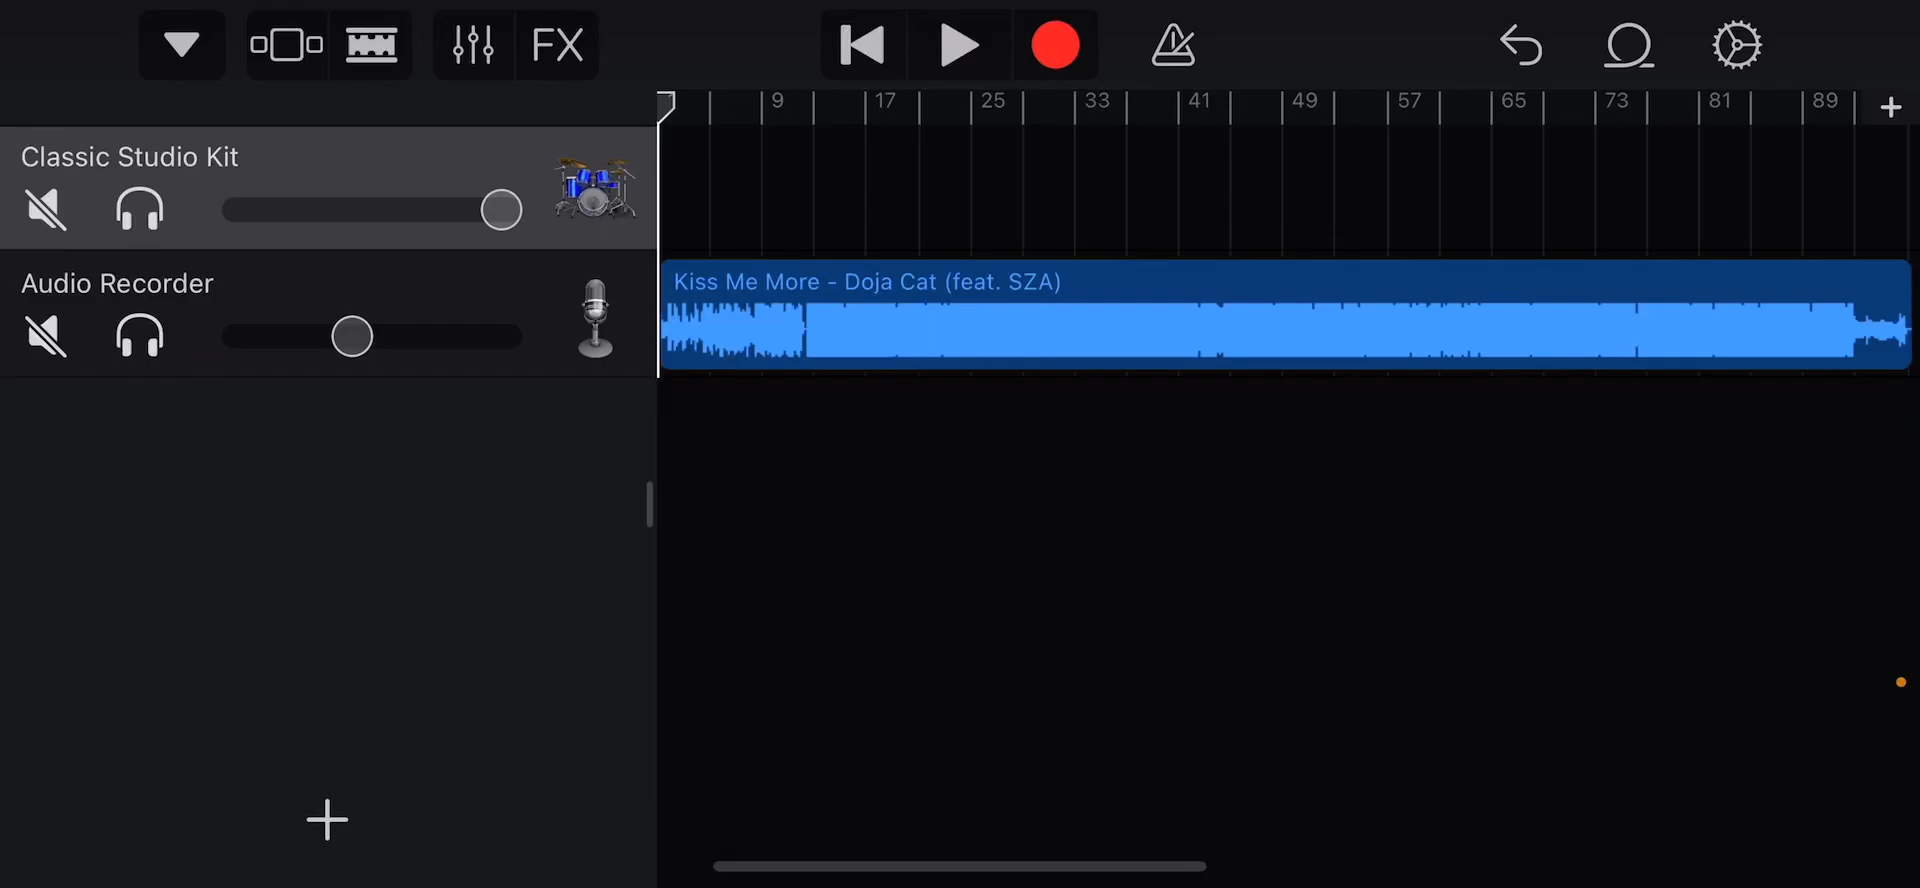 FX
9 17 25 33 41 49 57 65 73 81 89
Classic Studio Kit
Audio Recorder
Kiss Me More - Doja Cat (feat. SZA)